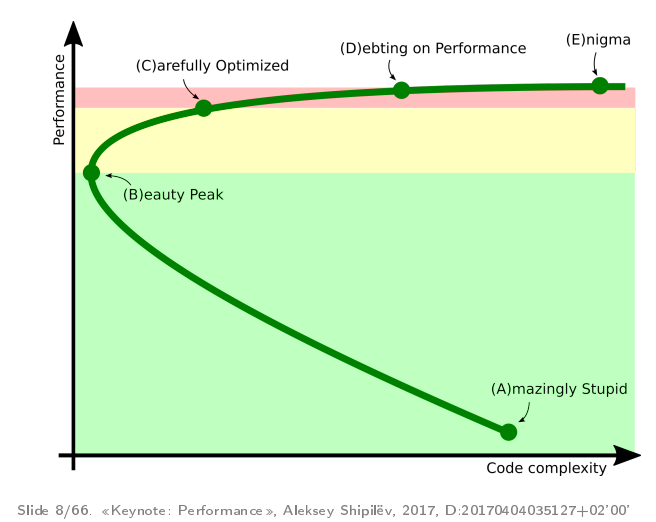 (E)nigma
(D)ebting on Performance
(C)arefully Optimized
Performance
(B)eauty Peak
(A)mazingly Stupid
Code complexity
Slide 8/66. «Keynote: Performance», Aleksey Shipilëv, 2017, D:20170404035127+02'00'